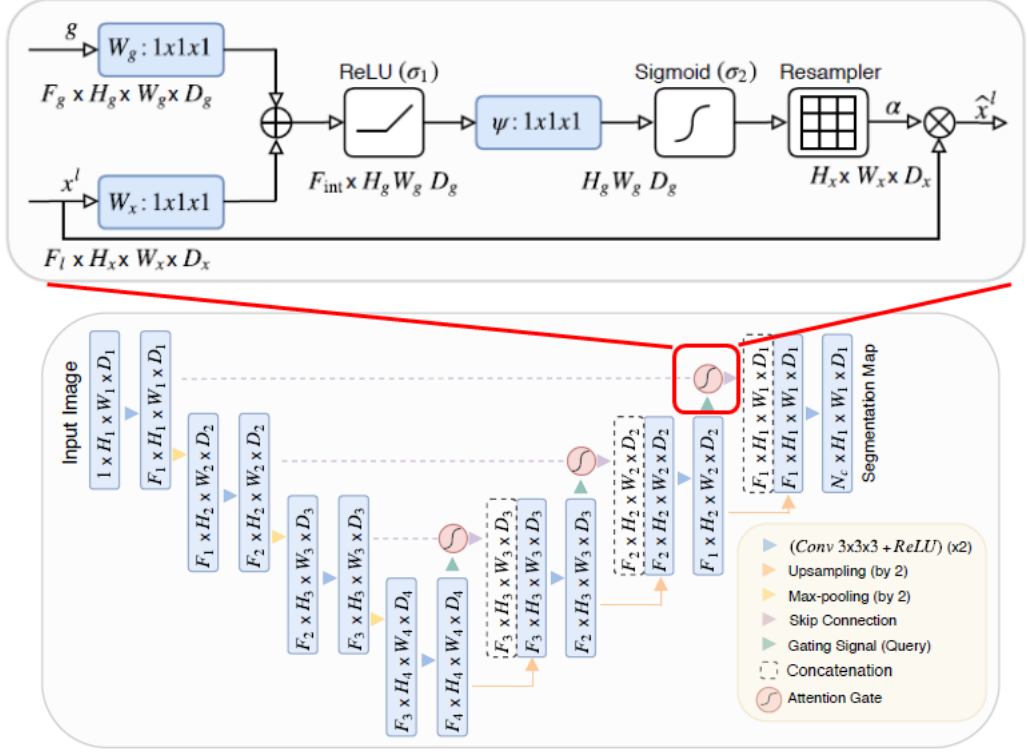 g
W_g : 1x1x1
F_g x H_g x W_g x D_g
ReLU (σ_1)
ψ : 1x1x1
Sigmoid (σ_2)
Resampler
α
x̂^l
F_int x H_g W_g D_g
H_g W_g D_g
H_x x W_x x D_x
x^l
W_x : 1x1x1
F_l x H_x x W_x x D_x
Input Image
1 x H_1 x W_1 x D_1
F_1 x H_1 x W_1 x D_1
F_1 x H_2 x W_2 x D_2
F_2 x H_2 x W_2 x D_2
F_2 x H_3 x W_3 x D_3
F_3 x H_3 x W_3 x D_3
F_3 x H_4 x W_4 x D_4
F_4 x H_4 x W_4 x D_4
F_3 x H_3 x W_3 x D_3
F_3 x H_3 x W_3 x D_3
F_2 x H_3 x W_3 x D_3
F_2 x H_2 x W_2 x D_2
F_2 x H_2 x W_2 x D_2
F_1 x H_2 x W_2 x D_2
F_1 x H_1 x W_1 x D_1
F_1 x H_1 x W_1 x D_1
N_c x H_1 x W_1 x D_1
Segmentation Map
(Conv 3x3x3 + ReLU) (x2)
Upsampling (by 2)
Max-pooling (by 2)
Skip Connection
Gating Signal (Query)
Concatenation
Attention Gate